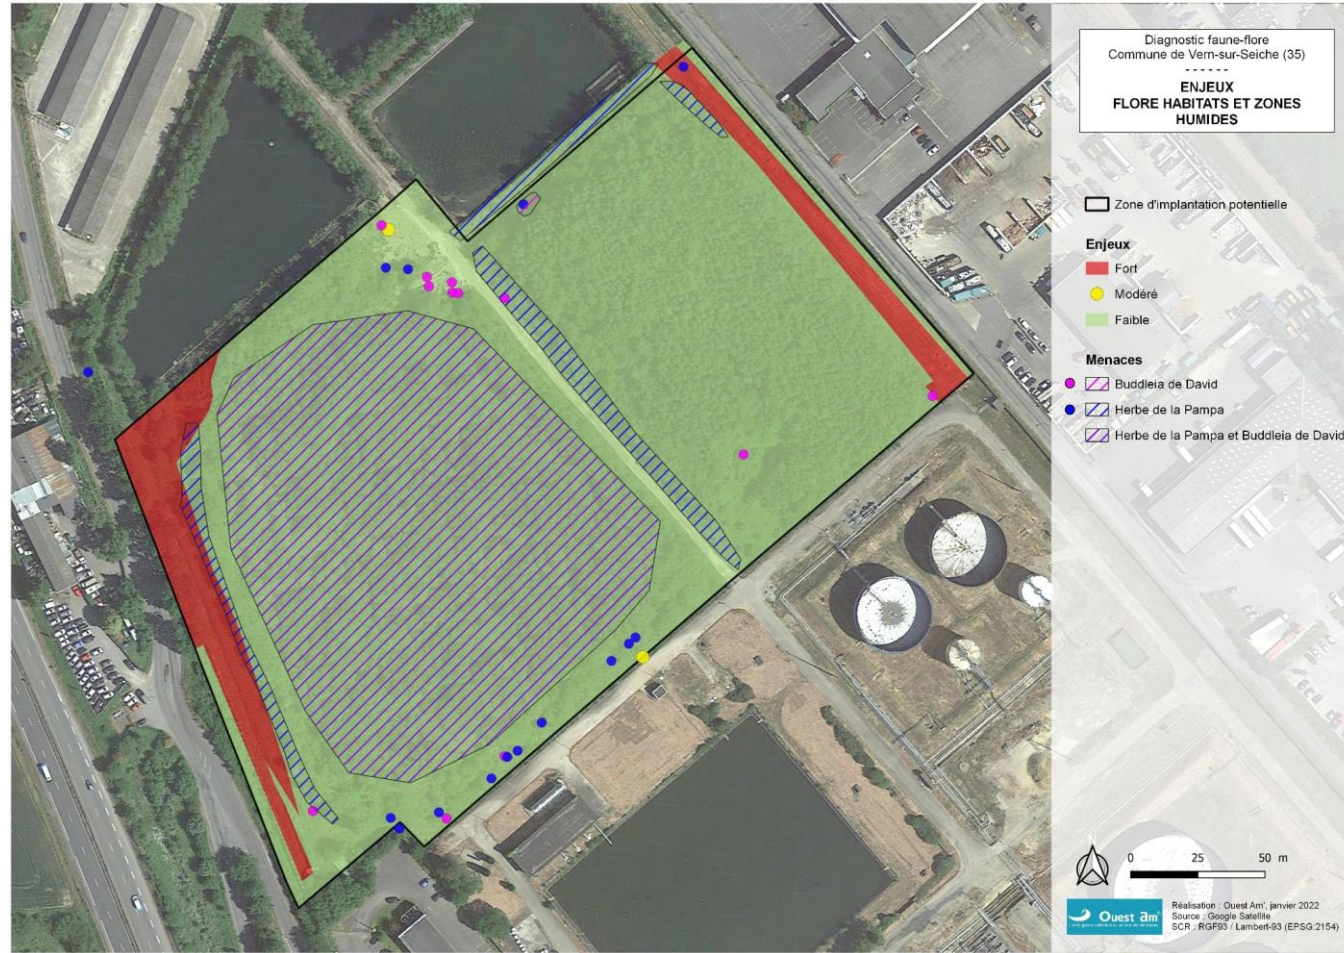 Diagnostic faune-flore
Commune de Vern-sur-Seiche (35)
- - - - - -
ENJEUX
FLORE HABITATS ET ZONES
HUMIDES
Zone d'implantation potentielle
Enjeux
Fort
Modéré
Faible
Menaces
Buddleia de David
Herbe de la Pampa
Herbe de la Pampa et Buddleia de David
0 25 50 m
Ouest am'
Réalisation : Ouest Am', janvier 2022
Source : Google Satellite
SCR : RGF93 / Lambert-93 (EPSG:2154)